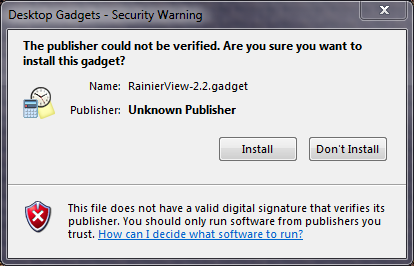 Desktop Gadgets - Security Warning
The publisher could not be verified. Are you sure you want to
install this gadget?
Name: RainierView-2.2.gadget
Publisher: Unknown Publisher
Install Don't Install
This file does not have a valid digital signature that verifies its
publisher. You should only run software from publishers you
trust. How can I decide what software to run?